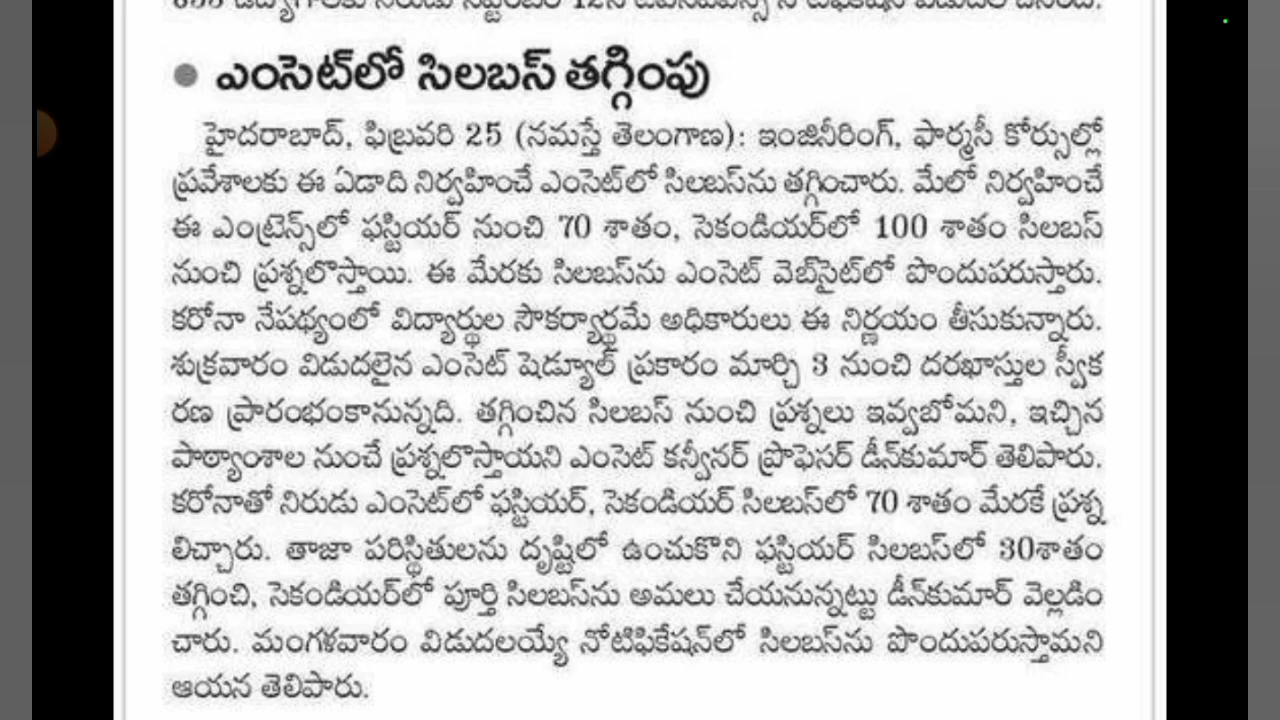 ఎంసెట్‌లో సిలబస్ తగ్గింపు
హైదరాబాద్, ఫిబ్రవరి 25 (నమస్తే తెలంగాణ): ఇంజినీరింగ్, ఫార్మసీ కోర్సుల్లో
ప్రవేశాలకు ఈ ఏడాది నిర్వహించే ఎంసెట్‌లో సిలబస్‌ను తగ్గించారు. మేలో నిర్వహించే
ఈ ఎంట్రెన్స్‌లో ఫస్టియర్ నుంచి 70 శాతం, సెకండియర్‌లో 100 శాతం సిలబస్
నుంచి ప్రశ్నలొస్తాయి. ఈ మేరకు సిలబస్‌ను ఎంసెట్ వెబ్‌సైట్‌లో పొందుపరుస్తారు.
కరోనా నేపథ్యంలో విద్యార్థుల సౌకర్యార్థమే అధికారులు ఈ నిర్ణయం తీసుకున్నారు.
శుక్రవారం విడుదలైన ఎంసెట్ షెడ్యూల్ ప్రకారం మార్చి 3 నుంచి దరఖాస్తుల స్వీక
రణ ప్రారంభంకానున్నది. తగ్గించిన సిలబస్ నుంచి ప్రశ్నలు ఇవ్వబోమని, ఇచ్చిన
పాఠ్యాంశాల నుంచే ప్రశ్నలొస్తాయని ఎంసెట్ కన్వీనర్ ప్రొఫెసర్ డీన్‌కుమార్ తెలిపారు.
కరోనాతో నిరుడు ఎంసెట్‌లో ఫస్టియర్, సెకండియర్ సిలబస్‌లో 70 శాతం మేరకే ప్రశ్న
లిచ్చారు. తాజా పరిస్థితులను దృష్టిలో ఉంచుకొని ఫస్టియర్ సిలబస్‌లో 30శాతం
తగ్గించి, సెకండియర్‌లో పూర్తి సిలబస్‌ను అమలు చేయనున్నట్టు డీన్‌కుమార్ వెల్లడిం
చారు. మంగళవారం విడుదలయ్యే నోటిఫికేషన్‌లో సిలబస్‌ను పొందుపరుస్తామని
ఆయన తెలిపారు.